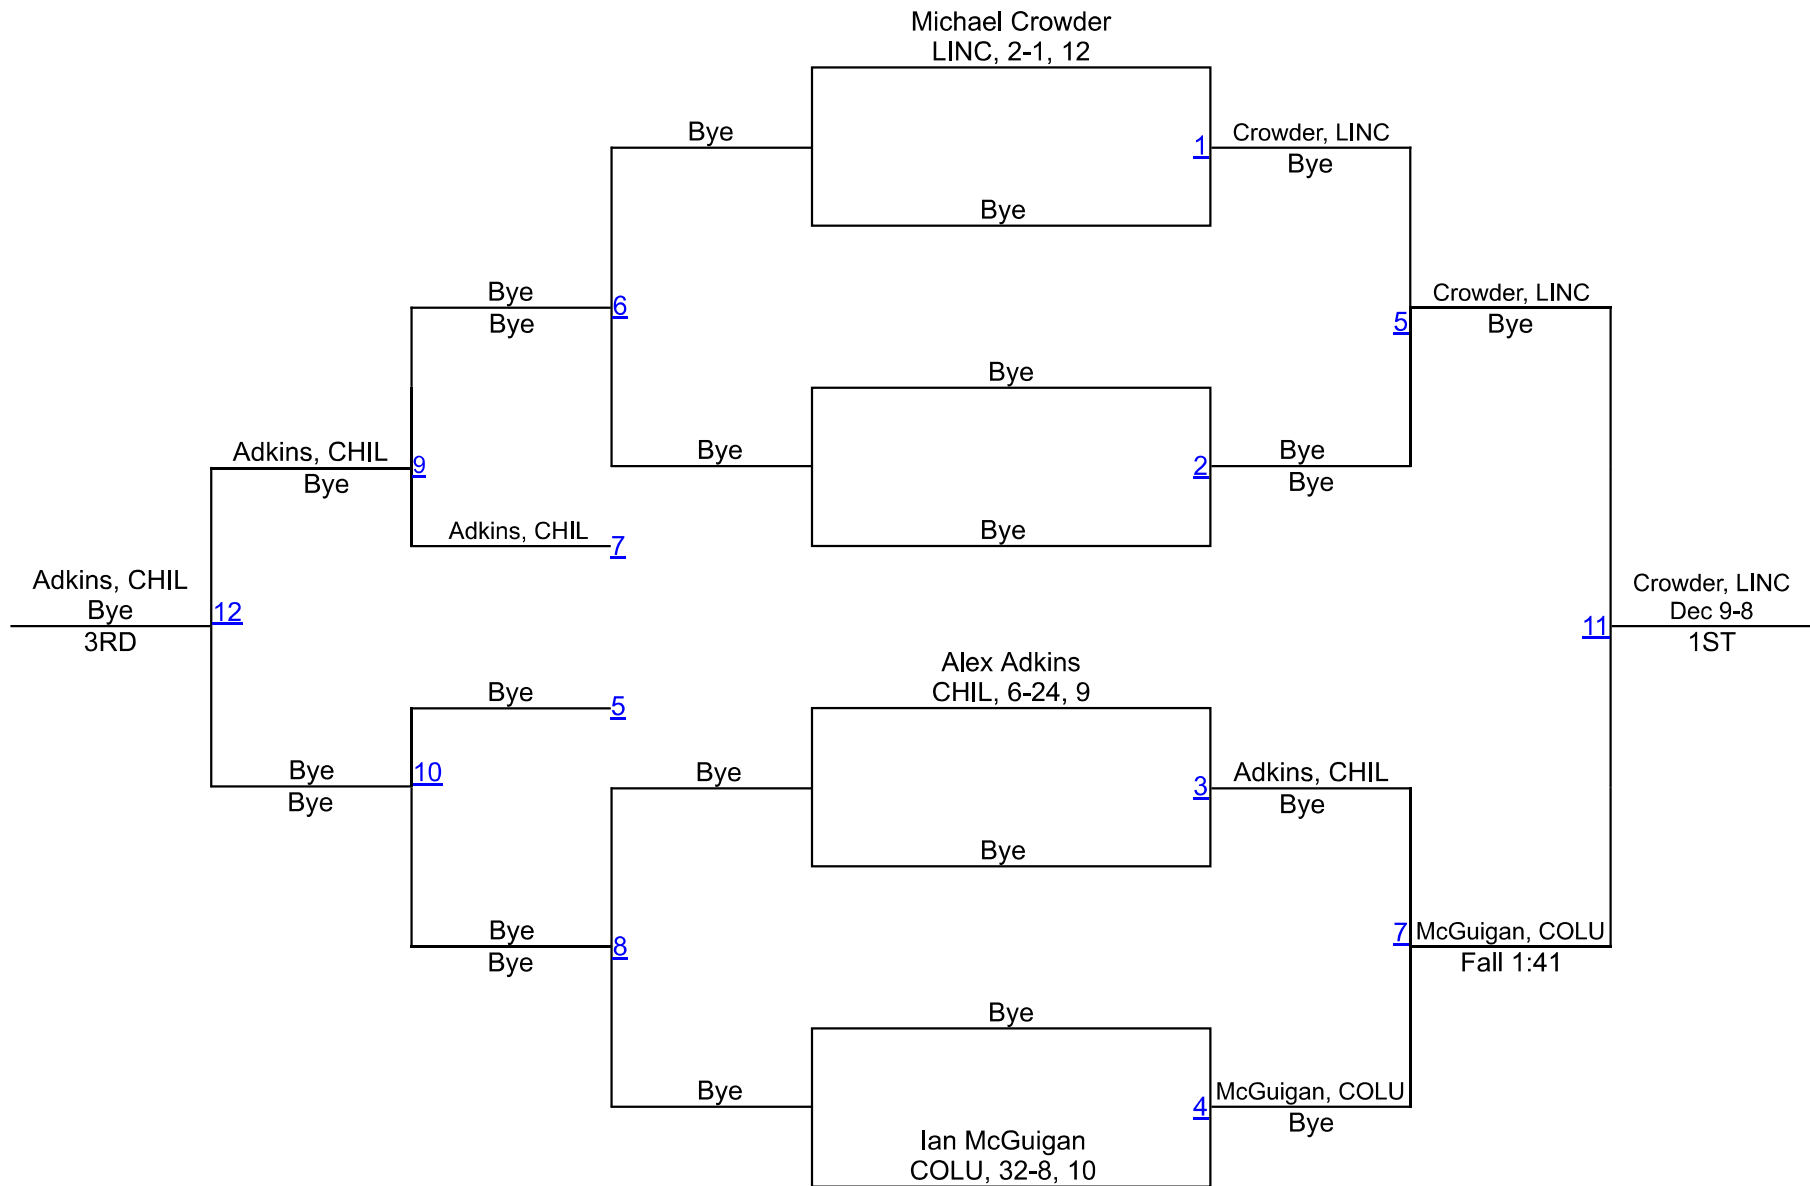 Michael Crowder
LINC, 2-1, 12
Bye
1
Crowder, LINC
Bye
Bye
Bye
Bye
6
Crowder, LINC
Bye
5
Bye
Bye
2
Bye
Bye
Bye
Adkins, CHIL
Bye
9
Adkins, CHIL
7
Adkins, CHIL
Bye
3RD
12
Crowder, LINC
Dec 9-8
1ST
11
Alex Adkins
CHIL, 6-24, 9
Bye
5
Bye
Bye
10
Bye
3
Adkins, CHIL
Bye
Bye
Bye
Bye
8
7
McGuigan, COLU
Fall 1:41
Bye
Bye
4
McGuigan, COLU
Bye
Ian McGuigan
COLU, 32-8, 10